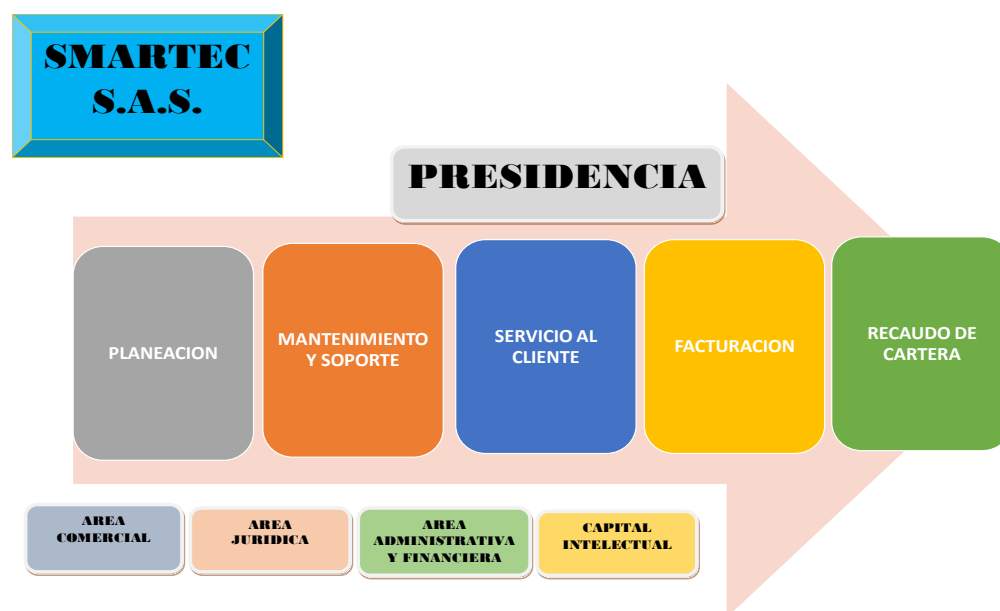 SMARTEC
S.A.S.
PRESIDENCIA
PLANEACION
MANTENIMIENTO
Y SOPORTE
SERVICIO AL
CLIENTE
FACTURACION
RECAUDO DE
CARTERA
AREA
COMERCIAL
AREA
JURIDICA
AREA
ADMINISTRATIVA
Y FINANCIERA
CAPITAL
INTELECTUAL